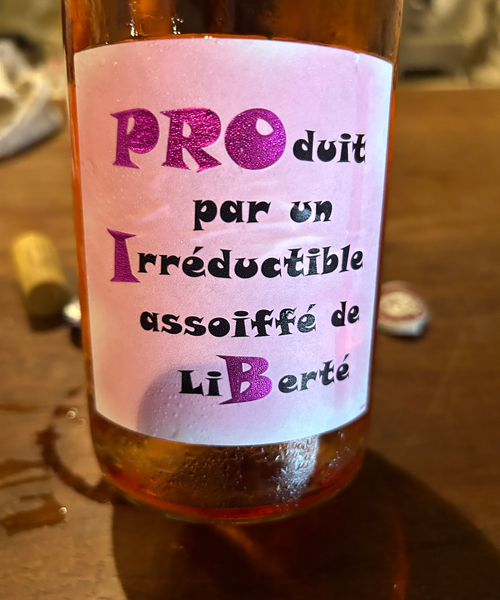 PROduit
par un
Irréductible
assoiffé de
LiBerté